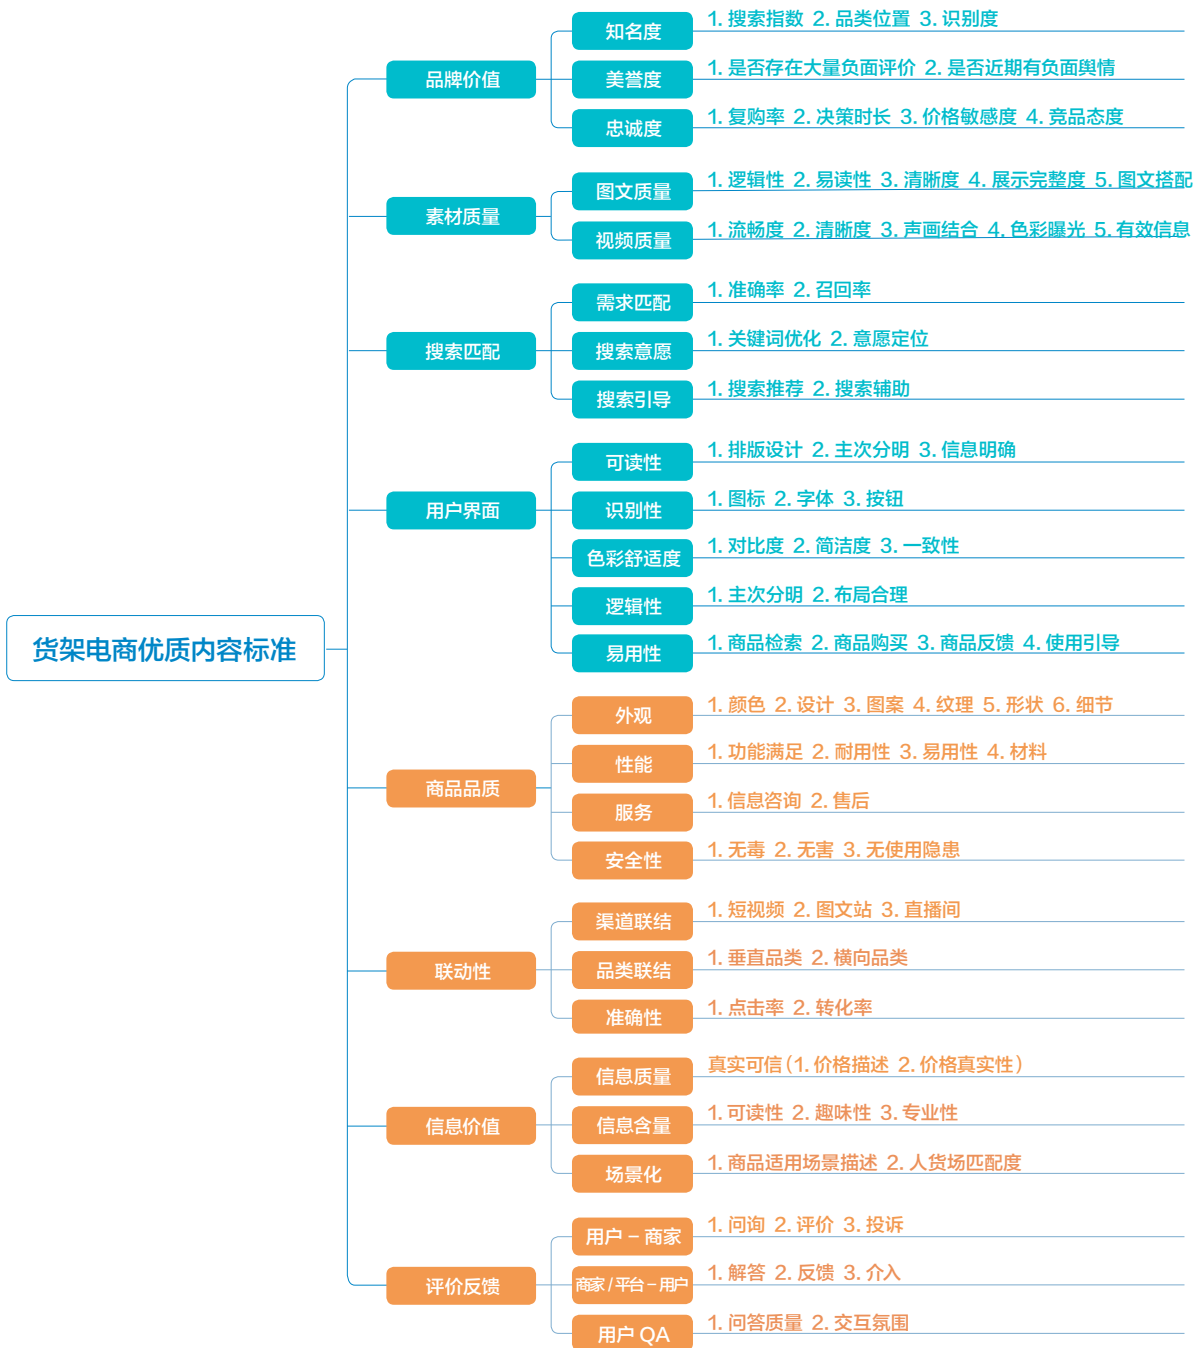 货架电商优质内容标准
品牌价值
知名度
1. 搜索指数 2. 品类位置 3. 识别度
美誉度
1. 是否存在大量负面评价 2. 是否近期有负面舆情
忠诚度
1. 复购率 2. 决策时长 3. 价格敏感度 4. 竞品态度
素材质量
图文质量
1. 逻辑性 2. 易读性 3. 清晰度 4. 展示完整度 5. 图文搭配
视频质量
1. 流畅度 2. 清晰度 3. 声画结合 4. 色彩曝光 5. 有效信息
搜索匹配
需求匹配
1. 准确率 2. 召回率
搜索意愿
1. 关键词优化 2. 意愿定位
搜索引导
1. 搜索推荐 2. 搜索辅助
用户界面
可读性
1. 排版设计 2. 主次分明 3. 信息明确
识别性
1. 图标 2. 字体 3. 按钮
色彩舒适度
1. 对比度 2. 简洁度 3. 一致性
逻辑性
1. 主次分明 2. 布局合理
易用性
1. 商品检索 2. 商品购买 3. 商品反馈 4. 使用引导
商品品质
外观
1. 颜色 2. 设计 3. 图案 4. 纹理 5. 形状 6. 细节
性能
1. 功能满足 2. 耐用性 3. 易用性 4. 材料
服务
1. 信息咨询 2. 售后
安全性
1. 无毒 2. 无害 3. 无使用隐患
联动性
渠道联结
1. 短视频 2. 图文站 3. 直播间
品类联结
1. 垂直品类 2. 横向品类
准确性
1. 点击率 2. 转化率
信息价值
信息质量
真实可信(1. 价格描述 2. 价格真实性)
信息含量
1. 可读性 2. 趣味性 3. 专业性
场景化
1. 商品适用场景描述 2. 人货场匹配度
评价反馈
用户 – 商家
1. 问询 2. 评价 3. 投诉
商家 / 平台 – 用户
1. 解答 2. 反馈 3. 介入
用户 QA
1. 问答质量 2. 交互氛围